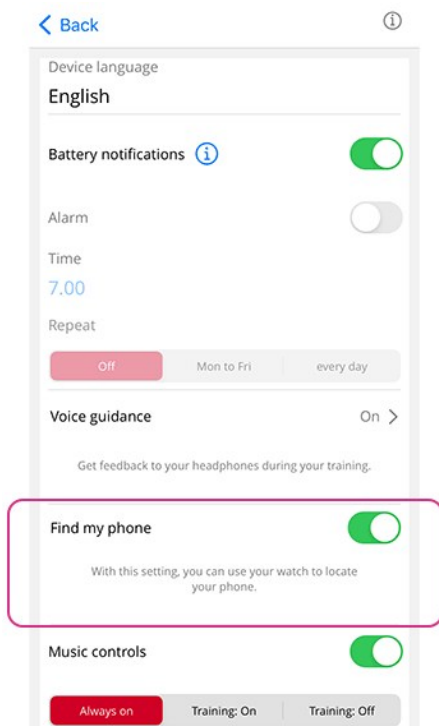 Back
Device language
English
Battery notifications
Alarm
Time
7.00
Repeat
Off Mon to Fri every day
Voice guidance On
Get feedback to your headphones during your training.
Find my phone
With this setting, you can use your watch to locate
your phone.
Music controls
Always on Training: On Training: Off